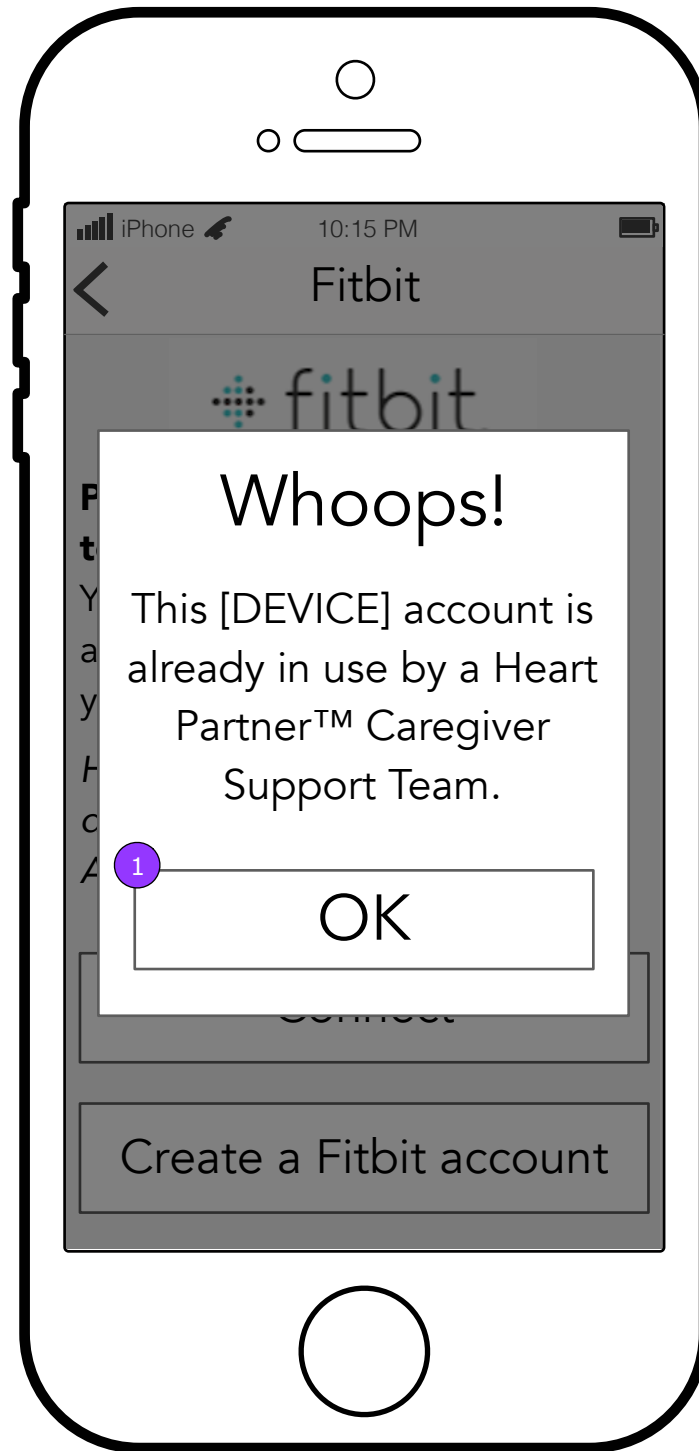 iPhone 10:15 PM
Fitbit
fitbit
Whoops!
This [DEVICE] account is
already in use by a Heart
Partner™ Caregiver
Support Team.
1
OK
Connect
Create a Fitbit account